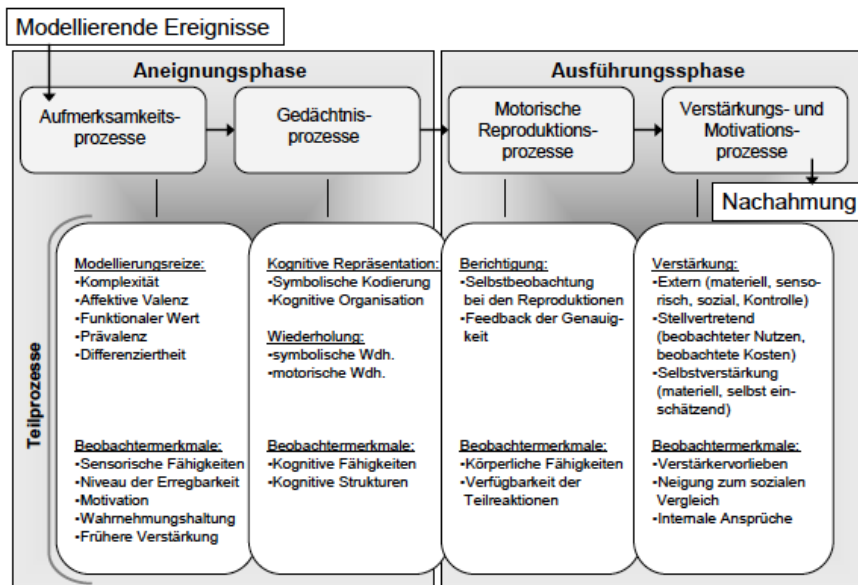 Modellierende Ereignisse
Aneignungsphase
Ausführungssphase
Aufmerksamkeits-
prozesse
Gedächtnis-
prozesse
Motorische
Reproduktions-
prozesse
Verstärkungs- und
Motivations-
prozesse
Nachahmung
Teilprozesse
Modellierungsreize:
•Komplexität
•Affektive Valenz
•Funktionaler Wert
•Prävalenz
•Differenziertheit
Beobachtermerkmale:
•Sensorische Fähigkeiten
•Niveau der Erregbarkeit
•Motivation
•Wahrnehmungshaltung
•Frühere Verstärkung
Kognitive Repräsentation:
•Symbolische Kodierung
•Kognitive Organisation
Wiederholung:
•symbolische Wdh.
•motorische Wdh.
Beobachtermerkmale:
•Kognitive Fähigkeiten
•Kognitive Strukturen
Berichtigung:
•Selbstbeobachtung
bei den Reproduktionen
•Feedback der Genauig-
keit
Beobachtermerkmale:
•Körperliche Fähigkeiten
•Verfügbarkeit der
Teilreaktionen
Verstärkung:
•Extern (materiell, senso-
risch, sozial, Kontrolle)
•Stellvertretend
(beobachteter Nutzen,
beobachtete Kosten)
•Selbstverstärkung
(materiell, selbst ein-
schätzend)
Beobachtermerkmale:
•Verstärkervorlieben
•Neigung zum sozialen
Vergleich
•Internale Ansprüche